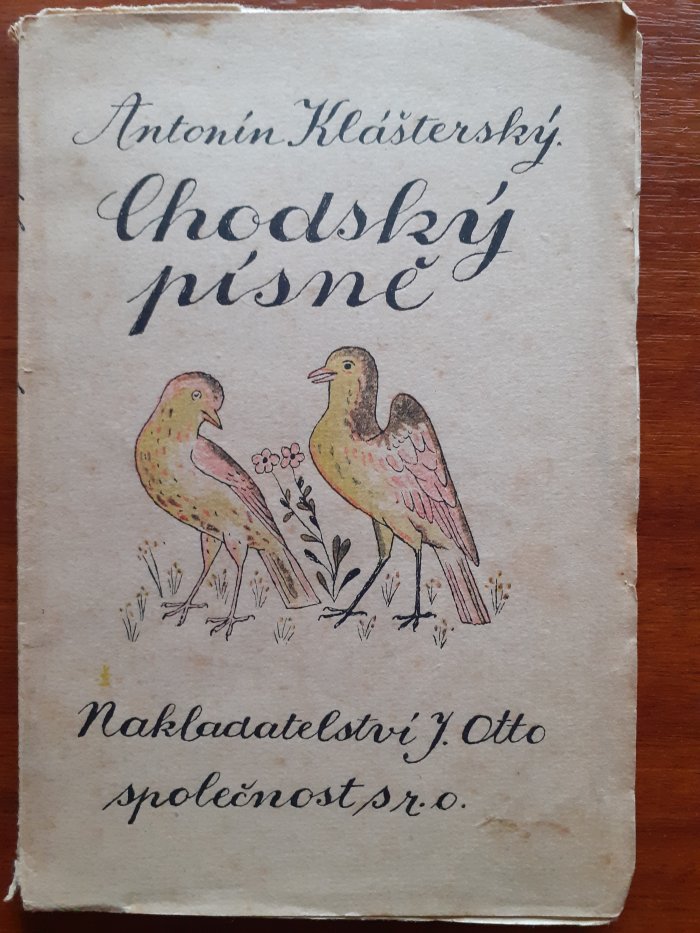 Antonín Klášterský.
Chodský
písně
Nakladatelství J. Otto
společnost s r. o.